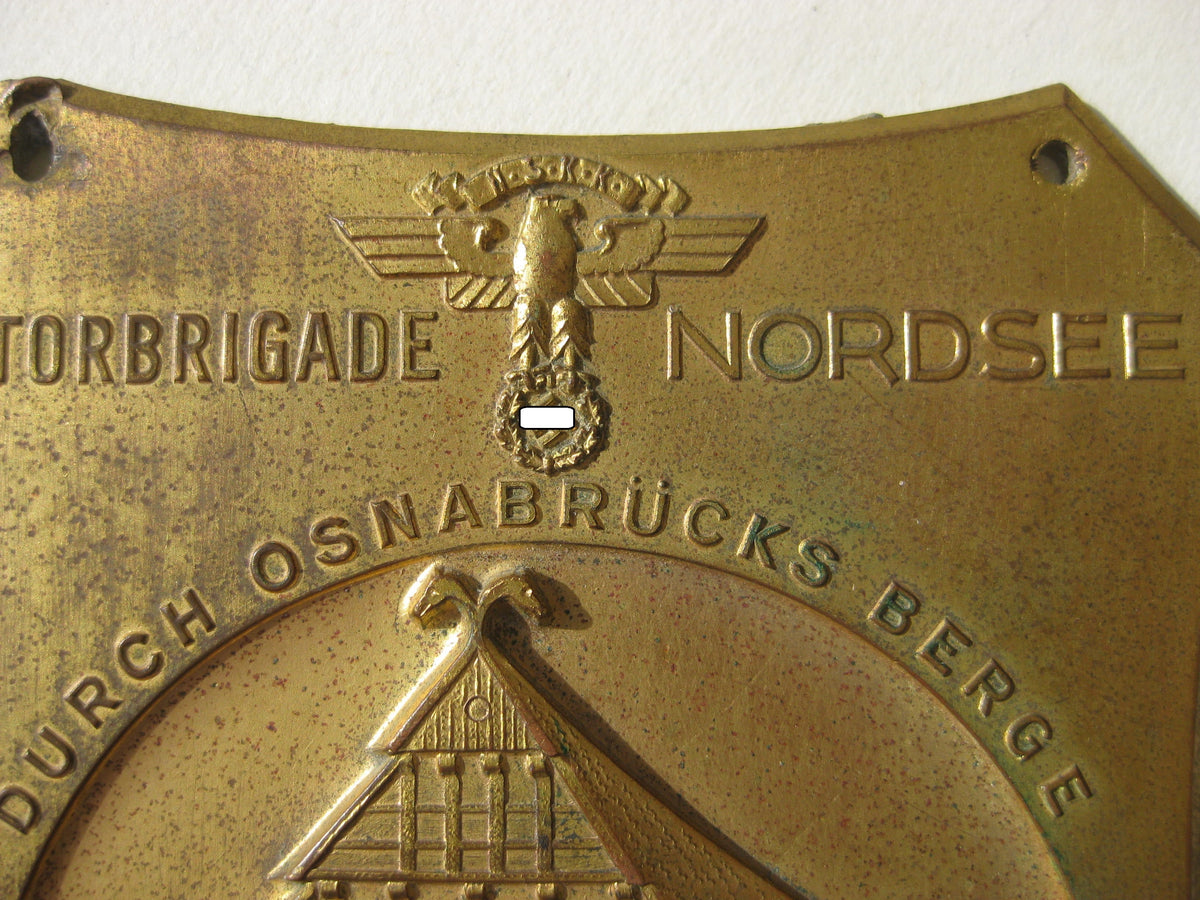 N.S.K.K.
TORBRIGADE NORDSEE
DURCH OSNABRÜCKS BERGE